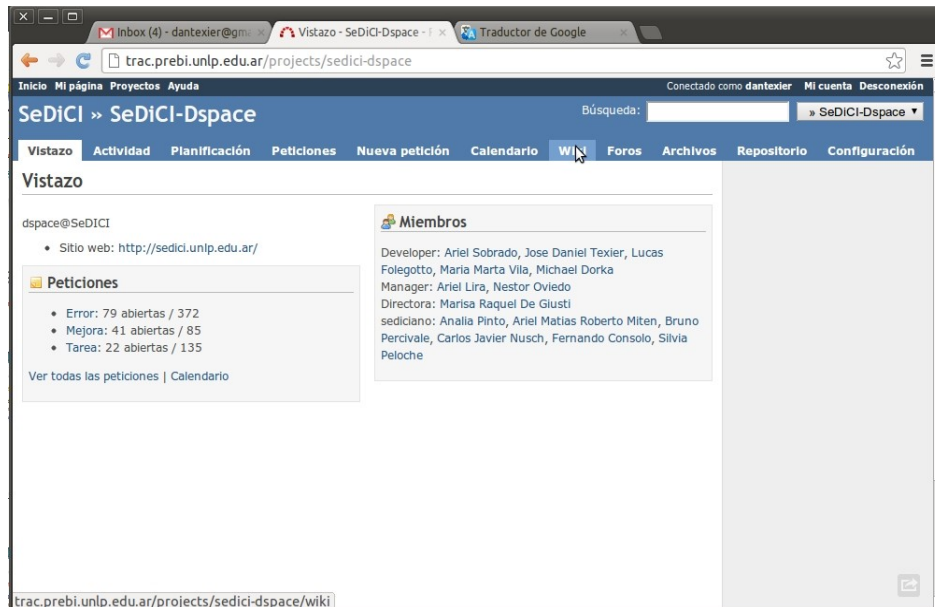 Inbox (4) - dantexier@gm
Vistazo - SeDiCI-Dspace -
Traductor de Google
trac.prebi.unlp.edu.ar/projects/sedici-dspace
Inicio Mi página Proyectos Ayuda
Conectado como dantexier Mi cuenta Desconexión
SeDiCI » SeDiCI-Dspace
Búsqueda:
» SeDiCI-Dspace
Vistazo Actividad Planificación Peticiones Nueva petición Calendario Wiki Foros Archivos Repositorio Configuración
Vistazo
dspace@SeDICI
• Sitio web: http://sedici.unlp.edu.ar/
Peticiones
• Error: 79 abiertas / 372
• Mejora: 41 abiertas / 85
• Tarea: 22 abiertas / 135
Ver todas las peticiones | Calendario
Miembros
Developer: Ariel Sobrado, Jose Daniel Texier, Lucas
Folegotto, Maria Marta Vila, Michael Dorka
Manager: Ariel Lira, Nestor Oviedo
Directora: Marisa Raquel De Giusti
sediciano: Analia Pinto, Ariel Matias Roberto Miten, Bruno
Percivale, Carlos Javier Nusch, Fernando Consolo, Silvia
Peloche
trac.prebi.unlp.edu.ar/projects/sedici-dspace/wiki